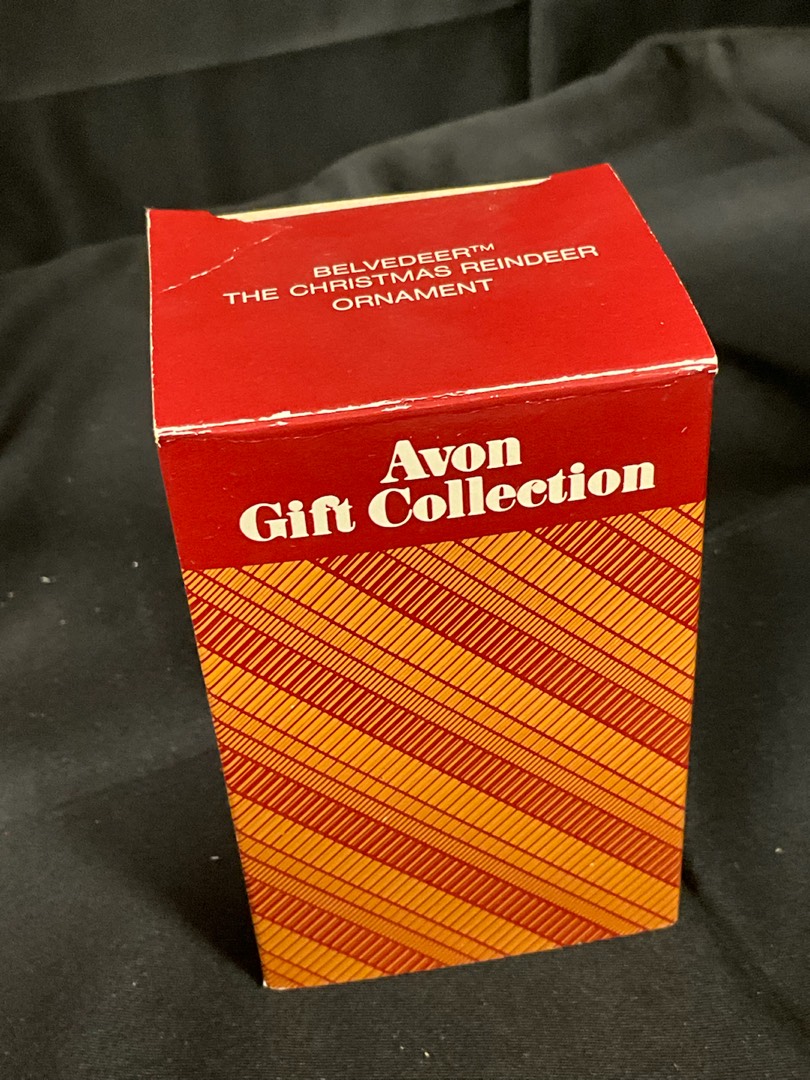 BELVEDEER™
THE CHRISTMAS REINDEER
ORNAMENT
Avon
Gift Collection